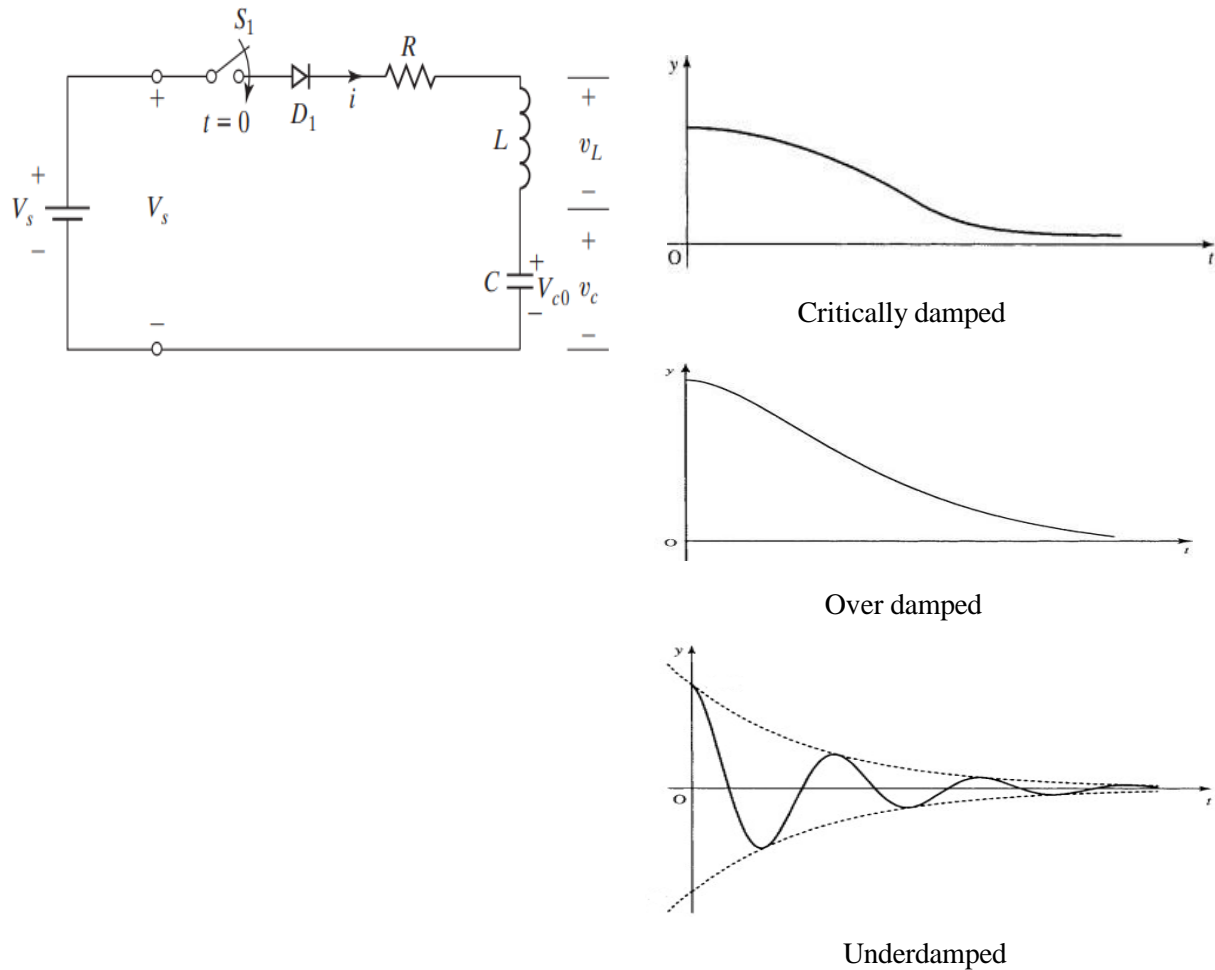 S₁
R
+
t = 0
D₁
i
L
+
v_L
−
+
V_s
−
V_s
+
C
+
V_c0
v_c
−
−
−
y
O
t
Critically damped
y
O
t
Over damped
y
O
t
Underdamped